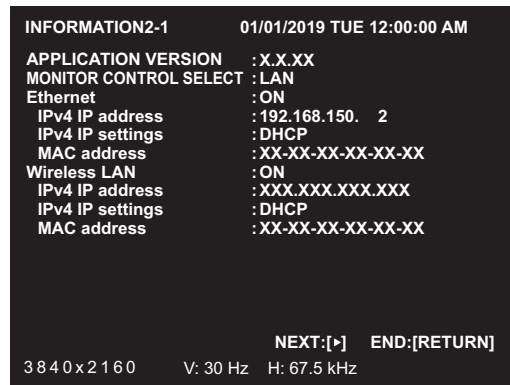 INFORMATION2-1 01/01/2019 TUE 12:00:00 AM
APPLICATION VERSION :X.X.XX
MONITOR CONTROL SELECT :LAN
Ethernet :ON
IPv4 IP address :192.168.150. 2
IPv4 IP settings :DHCP
MAC address :XX-XX-XX-XX-XX-XX
Wireless LAN :ON
IPv4 IP address :XXX.XXX.XXX.XXX
IPv4 IP settings :DHCP
MAC address :XX-XX-XX-XX-XX-XX
NEXT:[▸] END:[RETURN]
3840x2160 V: 30 Hz H: 67.5 kHz